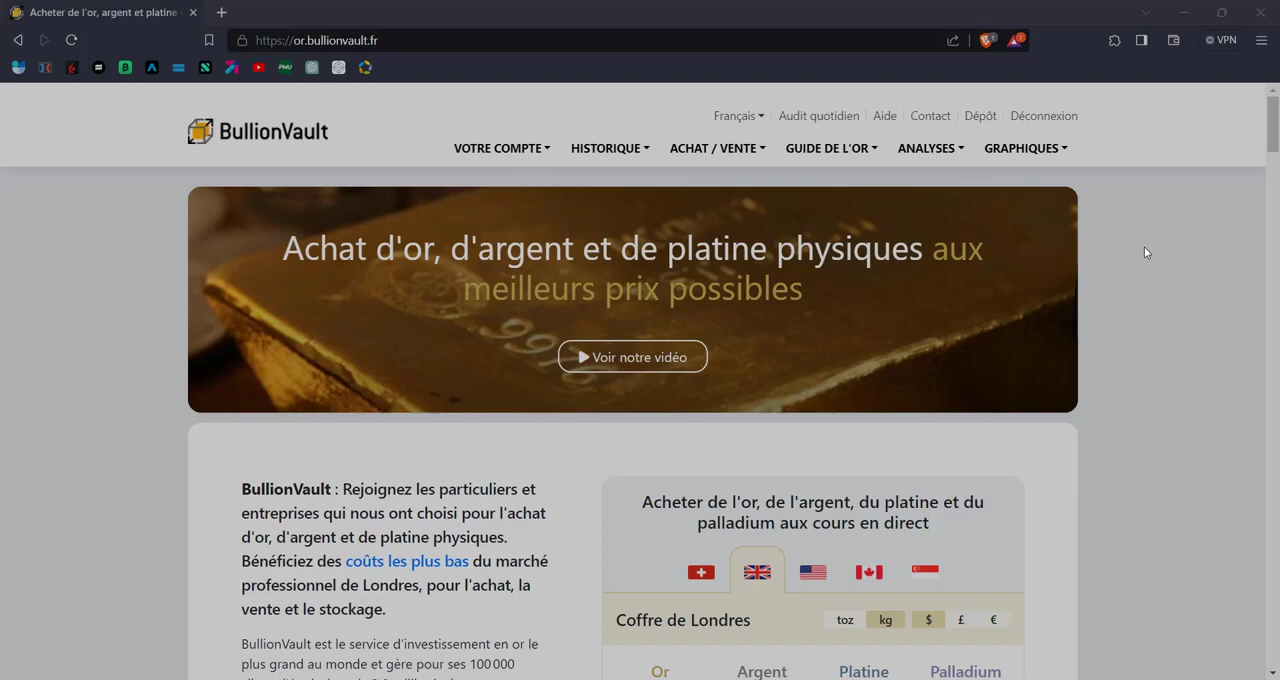 Acheter de l'or, argent et platine
https://or.bullionvault.fr
VPN
BullionVault
Français
Audit quotidien
Aide
Contact
Dépôt
Déconnexion
VOTRE COMPTE
HISTORIQUE
ACHAT / VENTE
GUIDE DE L'OR
ANALYSES
GRAPHIQUES
Achat d'or, d'argent et de platine physiques aux
meilleurs prix possibles
Voir notre vidéo
BullionVault : Rejoignez les particuliers et
entreprises qui nous ont choisi pour l'achat
d'or, d'argent et de platine physiques.
Bénéficiez des coûts les plus bas du marché
professionnel de Londres, pour l'achat, la
vente et le stockage.
BullionVault est le service d'investissement en or le
plus grand au monde et gère pour ses 100 000
Acheter de l'or, de l'argent, du platine et du
palladium aux cours en direct
Coffre de Londres
toz
kg
$
£
€
Or
Argent
Platine
Palladium